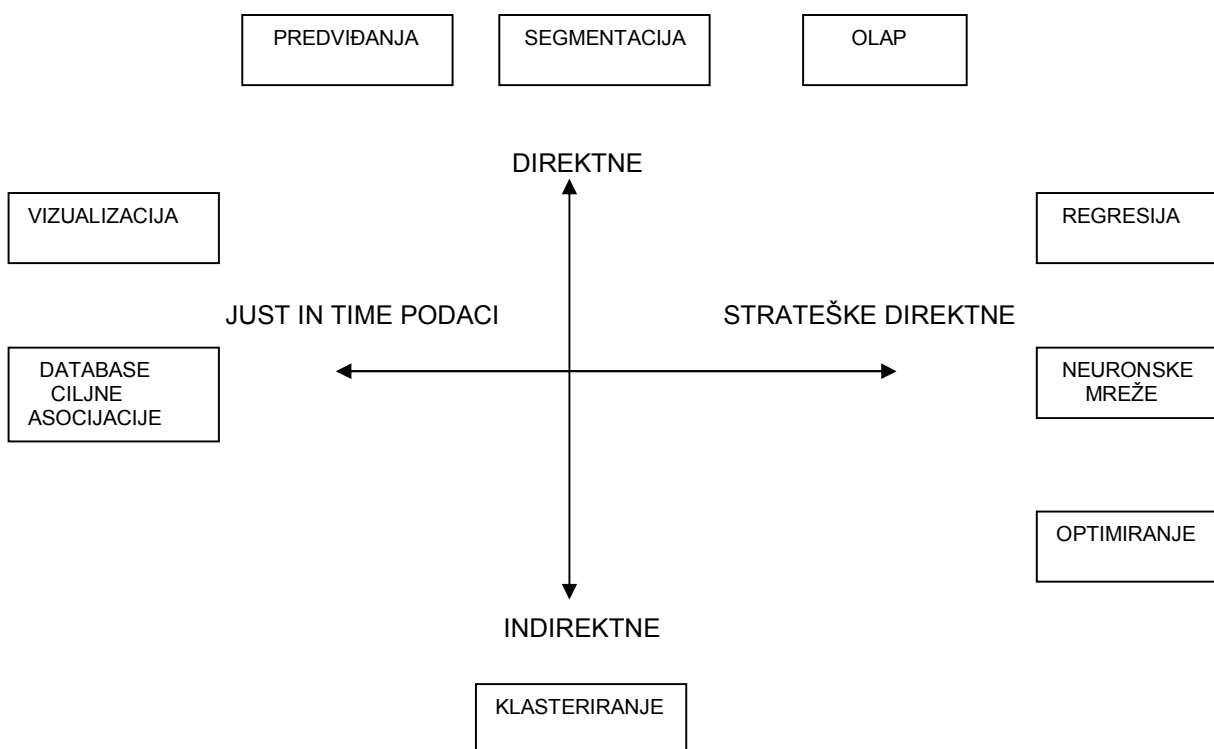 PREDVIĐANJA
SEGMENTACIJA
OLAP
DIREKTNE
VIZUALIZACIJA
REGRESIJA
JUST IN TIME PODACI
STRATEŠKE DIREKTNE
DATABASE
CILJNE
ASOCIJACIJE
NEURONSKE
MREŽE
OPTIMIRANJE
INDIREKTNE
KLASTERIRANJE